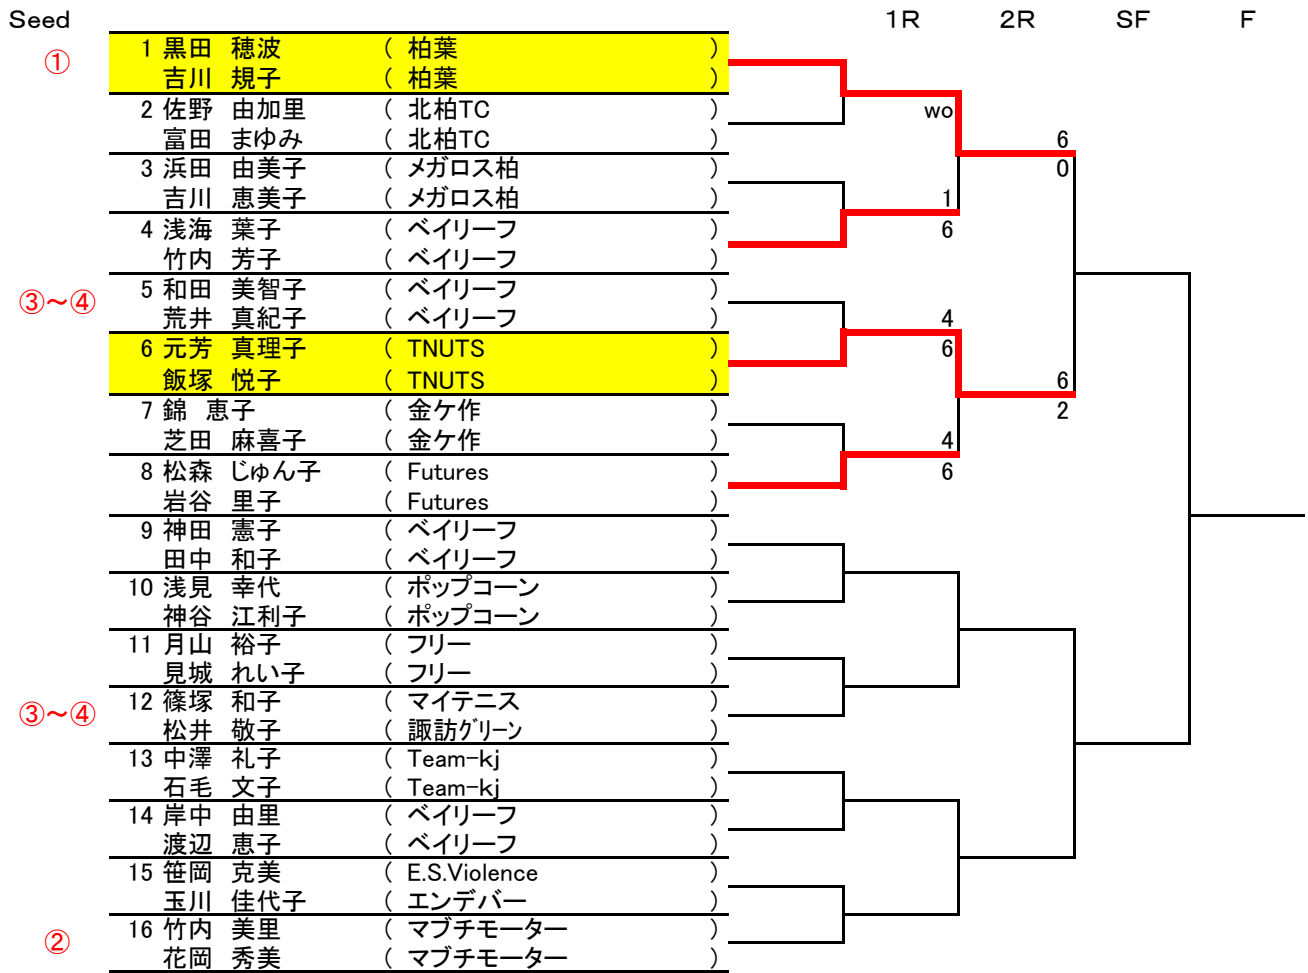 Seed 1R 2R SF F
① 1 黒田 穂波 ( 柏葉 )
吉川 規子 ( 柏葉 )
2 佐野 由加里 ( 北柏TC ) wo
富田 まゆみ ( 北柏TC ) 6
3 浜田 由美子 ( メガロス柏 ) 0
吉川 恵美子 ( メガロス柏 ) 1
4 浅海 葉子 ( ベイリーフ ) 6
竹内 芳子 ( ベイリーフ )
③～④ 5 和田 美智子 ( ベイリーフ )
荒井 真紀子 ( ベイリーフ ) 4
6 元芳 真理子 ( TNUTS ) 6
飯塚 悦子 ( TNUTS ) 6
7 錦 恵子 ( 金ケ作 ) 2
芝田 麻喜子 ( 金ケ作 ) 4
8 松森 じゅん子 ( Futures ) 6
岩谷 里子 ( Futures )
9 神田 憲子 ( ベイリーフ )
田中 和子 ( ベイリーフ )
10 浅見 幸代 ( ポップコーン )
神谷 江利子 ( ポップコーン )
11 月山 裕子 ( フリー )
見城 れい子 ( フリー )
③～④ 12 篠塚 和子 ( マイテニス )
松井 敬子 ( 諏訪ｸﾞﾘｰﾝ )
13 中澤 礼子 ( Team-kj )
石毛 文子 ( Team-kj )
14 岸中 由里 ( ベイリーフ )
渡辺 恵子 ( ベイリーフ )
15 笹岡 克美 ( E.S.Violence )
玉川 佳代子 ( エンデバー )
② 16 竹内 美里 ( マブチモーター )
花岡 秀美 ( マブチモーター )